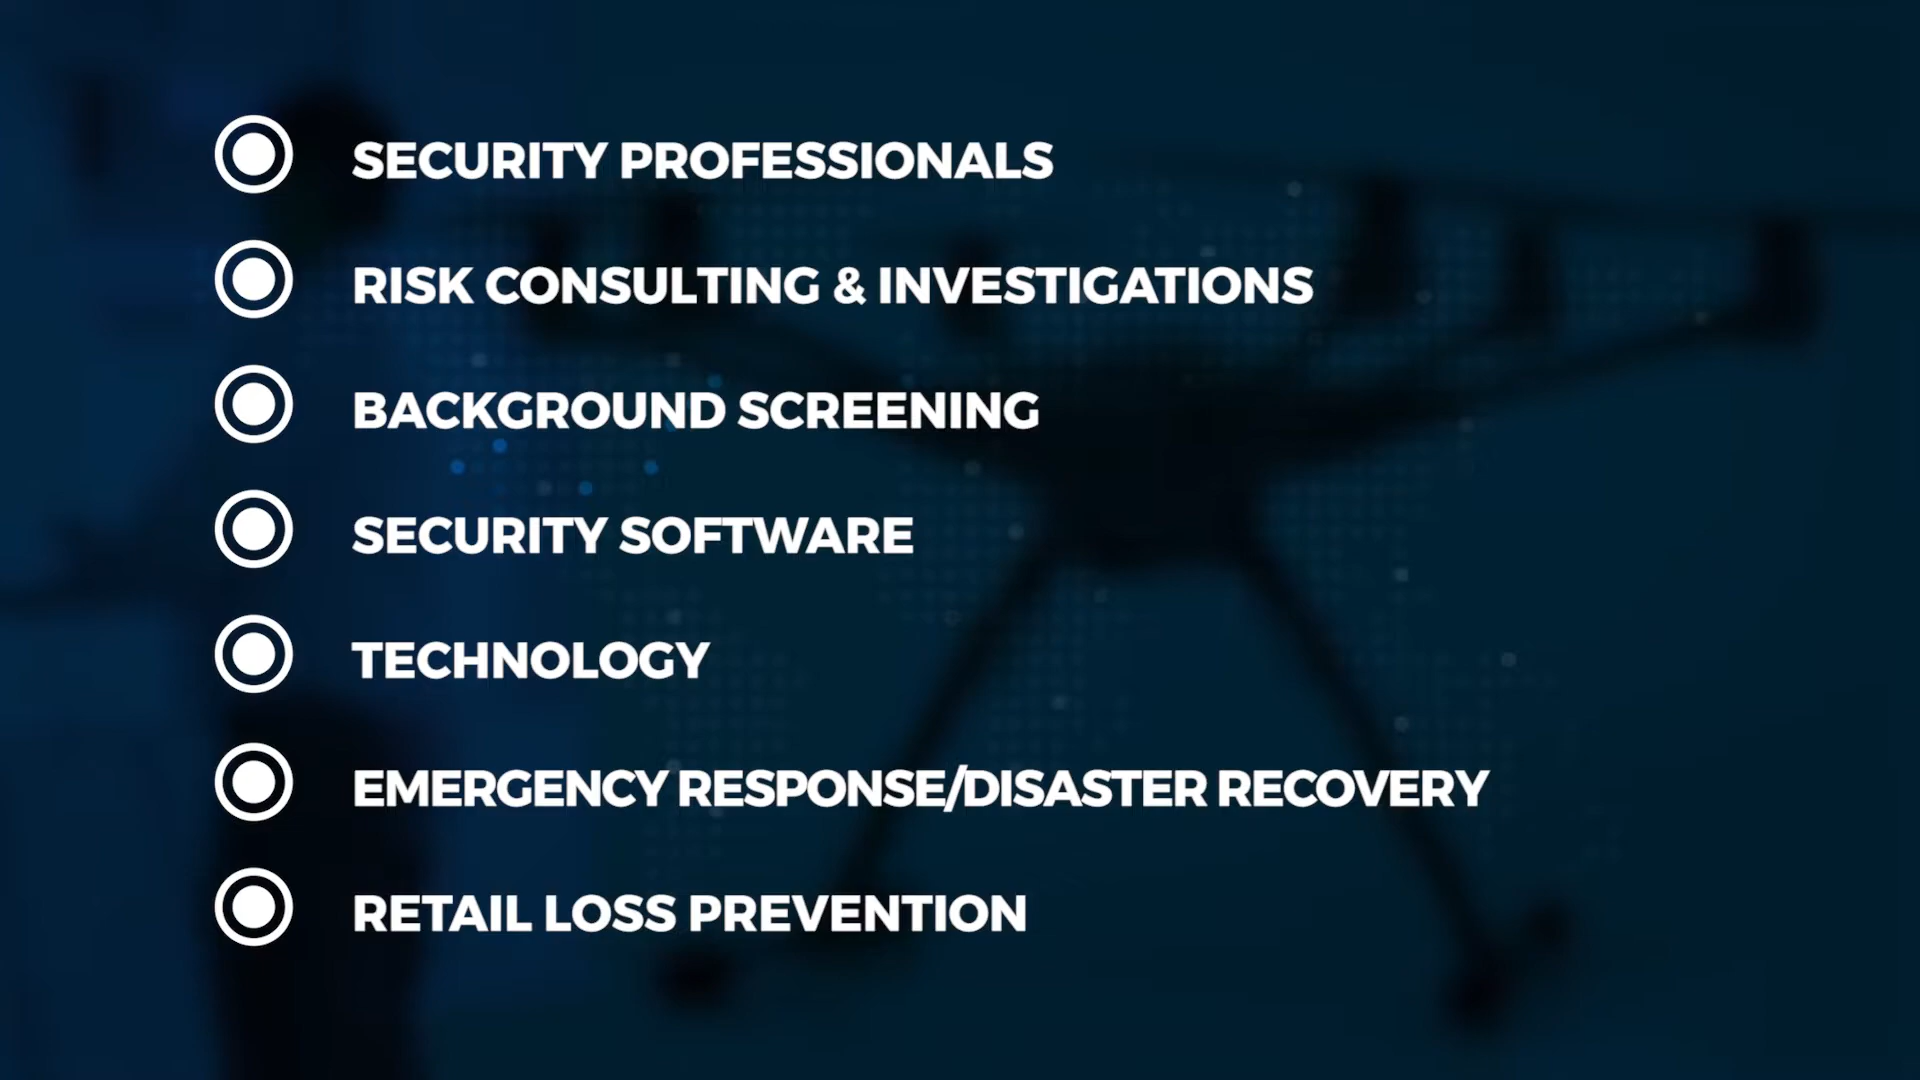 SECURITY PROFESSIONALS
RISK CONSULTING & INVESTIGATIONS
BACKGROUND SCREENING
SECURITY SOFTWARE
TECHNOLOGY
EMERGENCY RESPONSE/DISASTER RECOVERY
RETAIL LOSS PREVENTION